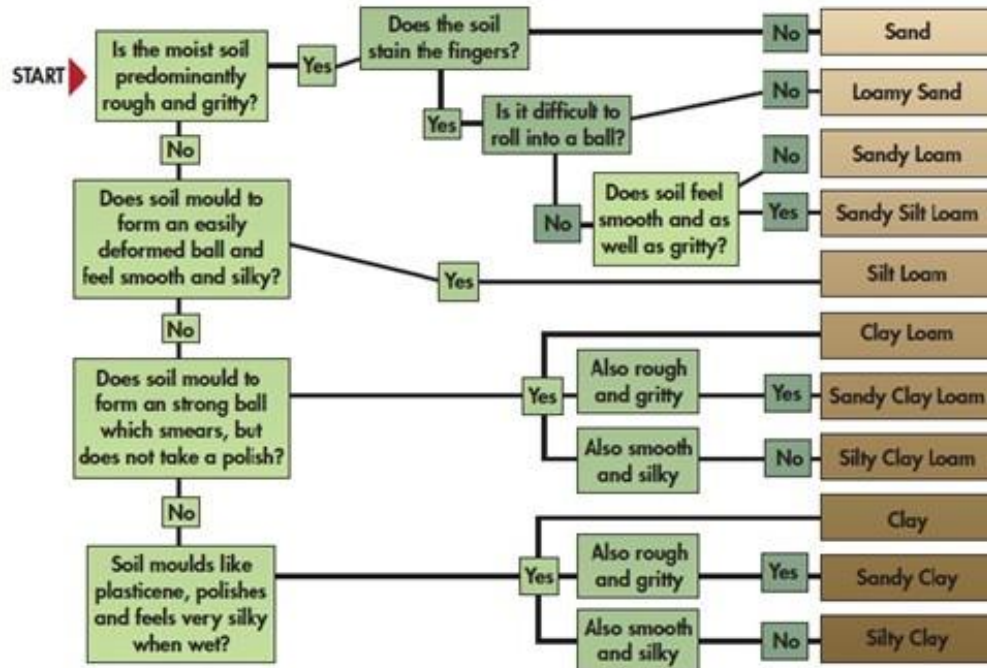 START
Is the moist soil
predominantly
rough and gritty?
Yes
Does the soil
stain the fingers?
No
Sand
Yes
Is it difficult to
roll into a ball?
No
Loamy Sand
No
Does soil feel
smooth and as
well as gritty?
No
Sandy Loam
Yes
Sandy Silt Loam
No
Does soil mould to
form an easily
deformed ball and
feel smooth and silky?
Yes
Silt Loam
No
Does soil mould to
form an strong ball
which smears, but
does not take a polish?
Yes
Clay Loam
Also rough
and gritty
Yes
Sandy Clay Loam
Also smooth
and silky
No
Silty Clay Loam
No
Soil moulds like
plasticene, polishes
and feels very silky
when wet?
Yes
Clay
Also rough
and gritty
Yes
Sandy Clay
Also smooth
and silky
No
Silty Clay